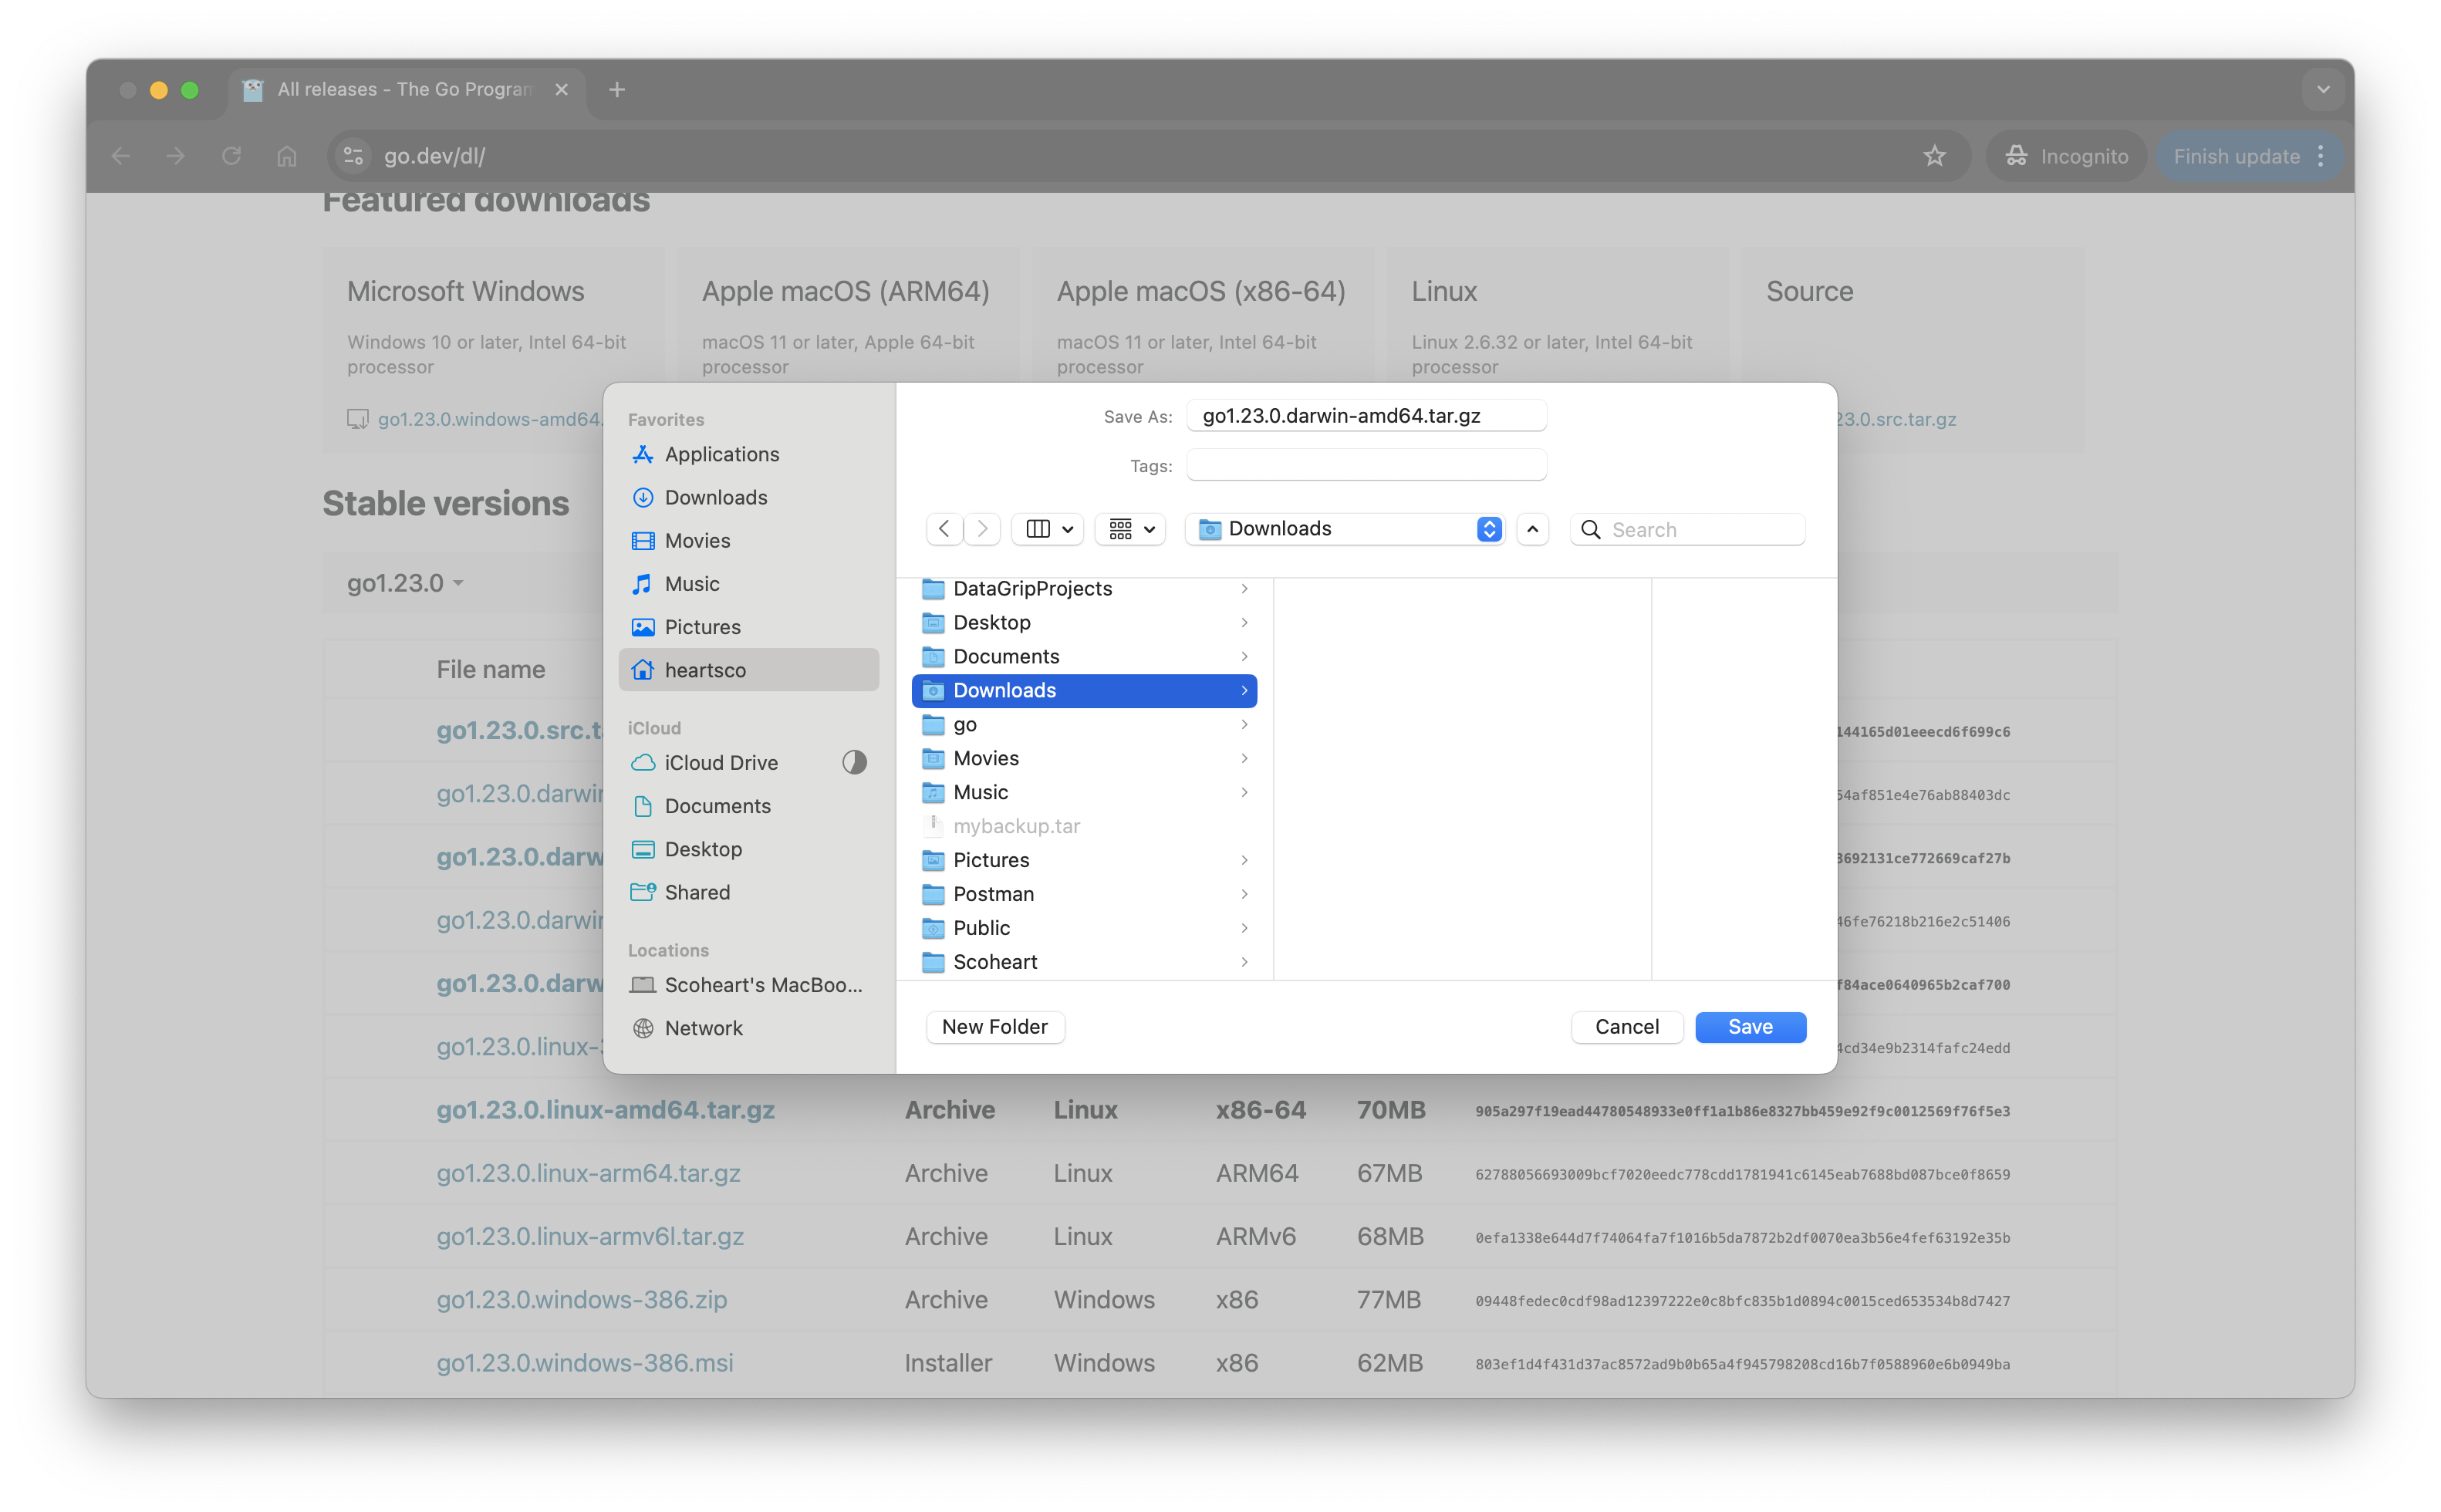 All releases - The Go Program
go.dev/dl/
Incognito
Finish update
Featured downloads
Microsoft Windows
Windows 10 or later, Intel 64-bit
processor
go1.23.0.windows-amd64.
Apple macOS (ARM64)
macOS 11 or later, Apple 64-bit
processor
Apple macOS (x86-64)
macOS 11 or later, Intel 64-bit
processor
Linux
Linux 2.6.32 or later, Intel 64-bit
processor
Source
23.0.src.tar.gz
Stable versions
go1.23.0
File name
go1.23.0.src.ta
144165d01eeecd6f699c6
go1.23.0.darwin
54af851e4e76ab88403dc
go1.23.0.darw
3692131ce772669caf27b
go1.23.0.darwin
46fe76218b216e2c51406
go1.23.0.darw
f84ace0640965b2caf700
go1.23.0.linux-3
4cd34e9b2314fafc24edd
go1.23.0.linux-amd64.tar.gz Archive Linux x86-64 70MB 905a297f19ead44780548933e0ff1a1b86e8327bb459e92f9c0012569f76f5e3
go1.23.0.linux-arm64.tar.gz Archive Linux ARM64 67MB 62788056693009bcf7020eedc778cdd1781941c6145eab7688bd087bce0f8659
go1.23.0.linux-armv6l.tar.gz Archive Linux ARMv6 68MB 0efa1338e644d7f74064fa7f1016b5da7872b2df0070ea3b56e4fef63192e35b
go1.23.0.windows-386.zip Archive Windows x86 77MB 09448fedec0cdf98ad12397222e0c8bfc835b1d0894c0015ced653534b8d7427
go1.23.0.windows-386.msi Installer Windows x86 62MB 803ef1d4f431d37ac8572ad9b0b65a4f945798208cd16b7f0588960e6b0949ba
Favorites
Applications
Downloads
Movies
Music
Pictures
heartsco
iCloud
iCloud Drive
Documents
Desktop
Shared
Locations
Scoheart's MacBoo...
Network
Save As: go1.23.0.darwin-amd64.tar.gz
Tags:
Downloads
Search
DataGripProjects
Desktop
Documents
Downloads
go
Movies
Music
mybackup.tar
Pictures
Postman
Public
Scoheart
New Folder
Cancel
Save